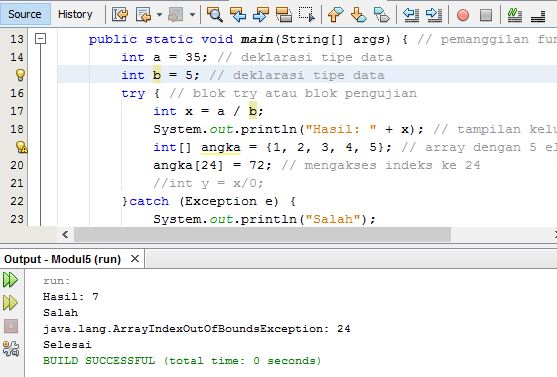 Source History
13 public static void main(String[] args) { // pemanggilan fun
14 int a = 35; // deklarasi tipe data
int b = 5; // deklarasi tipe data
16 try { // blok try atau blok pengujian
17 int x = a / b;
18 System.out.println("Hasil: " + x); // tampilan kelu
int[] angka = {1, 2, 3, 4, 5}; // array dengan 5 el
20 angka[24] = 72; // mengakses indeks ke 24
21 //int y = x/0;
22 }catch (Exception e) {
23 System.out.println("Salah");
Output - Modul5 (run)
run:
Hasil: 7
Salah
java.lang.ArrayIndexOutOfBoundsException: 24
Selesai
BUILD SUCCESSFUL (total time: 0 seconds)